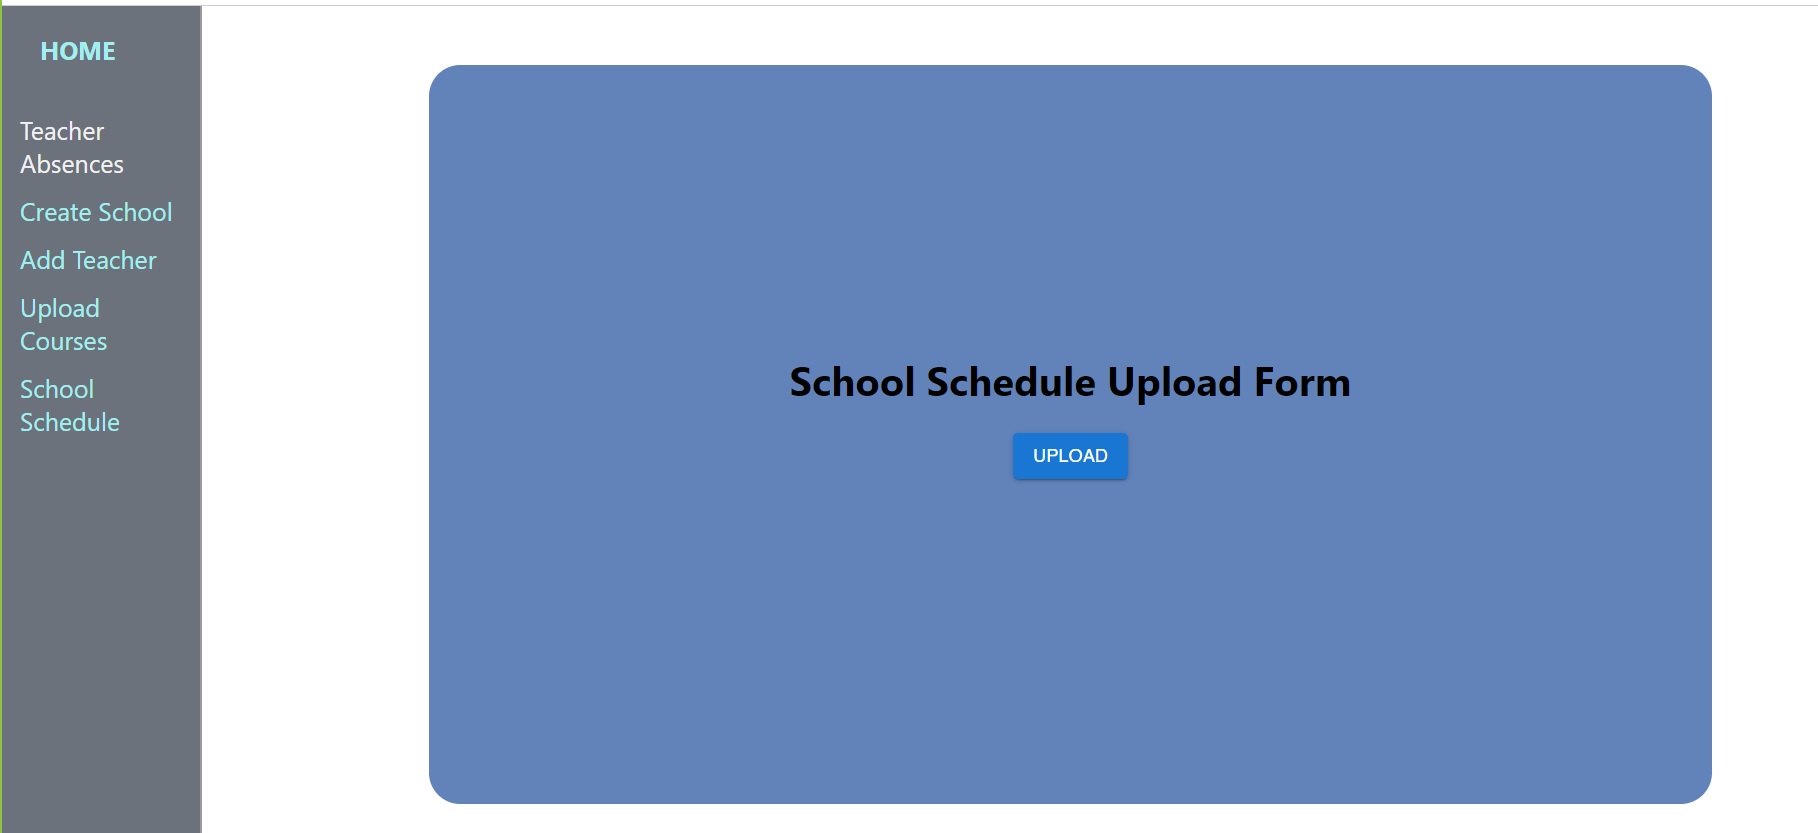 HOME
Teacher
Absences
Create School
Add Teacher
Upload
Courses
School
Schedule
School Schedule Upload Form
UPLOAD